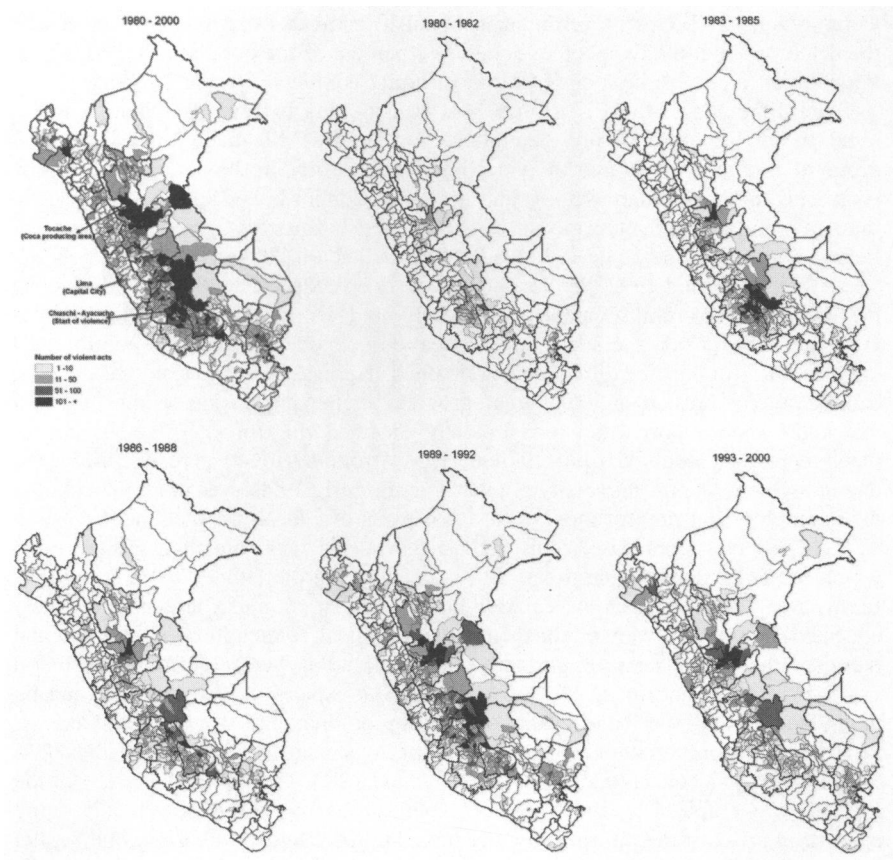 1980 - 2000
1980 - 1982
1983 - 1985
Tocache
(Coca producing area)
Lima
(Capital City)
Chuschi - Ayacucho
(Start of violence)
Number of violent acts
1 - 10
11 - 50
51 - 100
101 - +
1986 - 1988
1989 - 1992
1993 - 2000